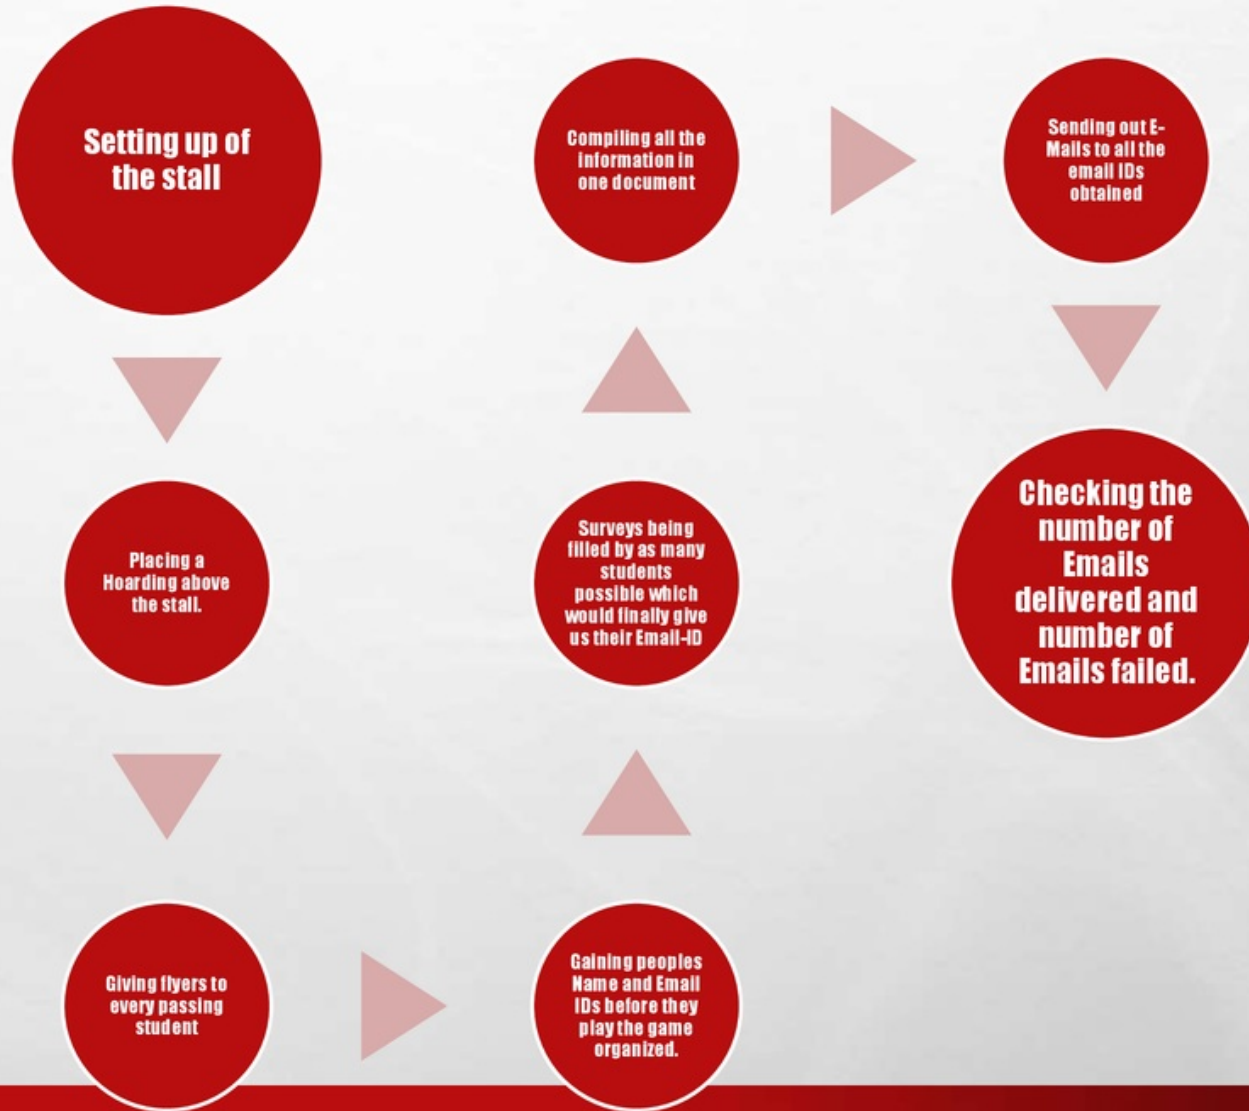 Setting up of
the stall
Placing a
Hoarding above
the stall.
Giving flyers to
every passing
student
Gaining peoples
Name and Email
IDs before they
play the game
organized.
Surveys being
filled by as many
students
possible which
would finally give
us their Email-ID
Compiling all the
information in
one document
Sending out E-
Mails to all the
email IDs
obtained
Checking the
number of
Emails
delivered and
number of
Emails failed.